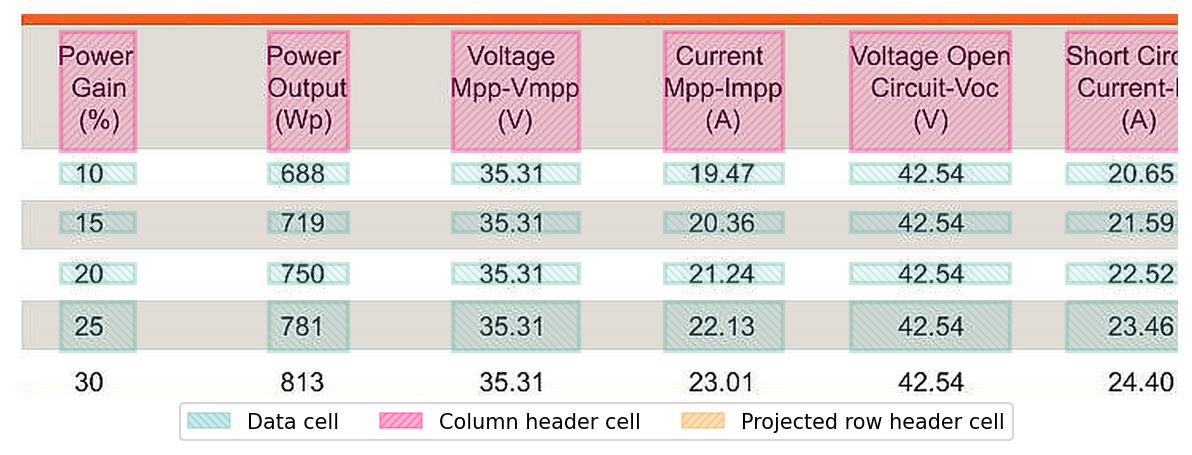 Power Power Voltage Current Voltage Open Short Circ
Gain Output Mpp-Vmpp Mpp-Impp Circuit-Voc Current-
(%) (Wp) (V) (A) (V) (A)
10 688 35.31 19.47 42.54 20.65
15 719 35.31 20.36 42.54 21.59
20 750 35.31 21.24 42.54 22.52
25 781 35.31 22.13 42.54 23.46
30 813 35.31 23.01 42.54 24.40
Data cell Column header cell Projected row header cell